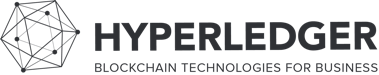 HYPERLEDGER
BLOCKCHAIN TECHNOLOGIES FOR BUSINESS